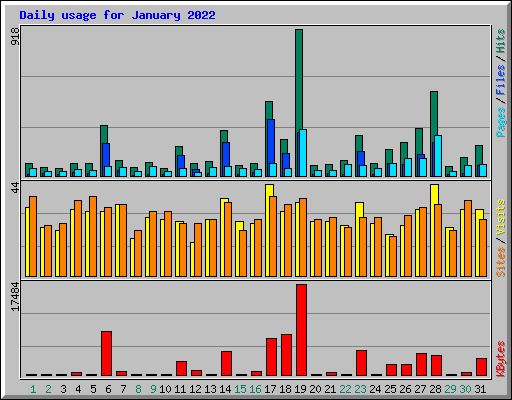 Daily usage for January 2022
918
Pages / Files / Hits
44
Sites / Visits
17484
KBytes
1 2 3 4 5 6 7 8 9 10 11 12 13 14 15 16 17 18 19 20 21 22 23 24 25 26 27 28 29 30 31